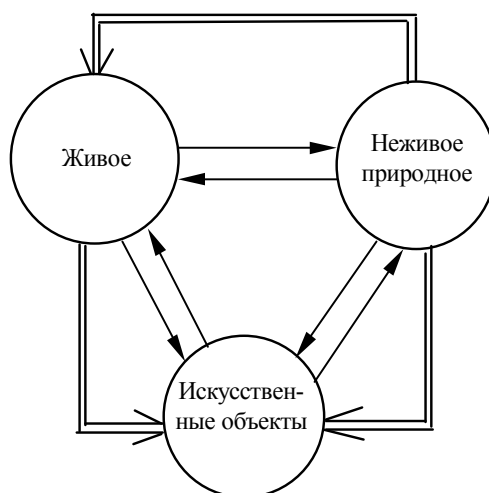 Живое
Неживое
природное
Искусствен-
ные объекты